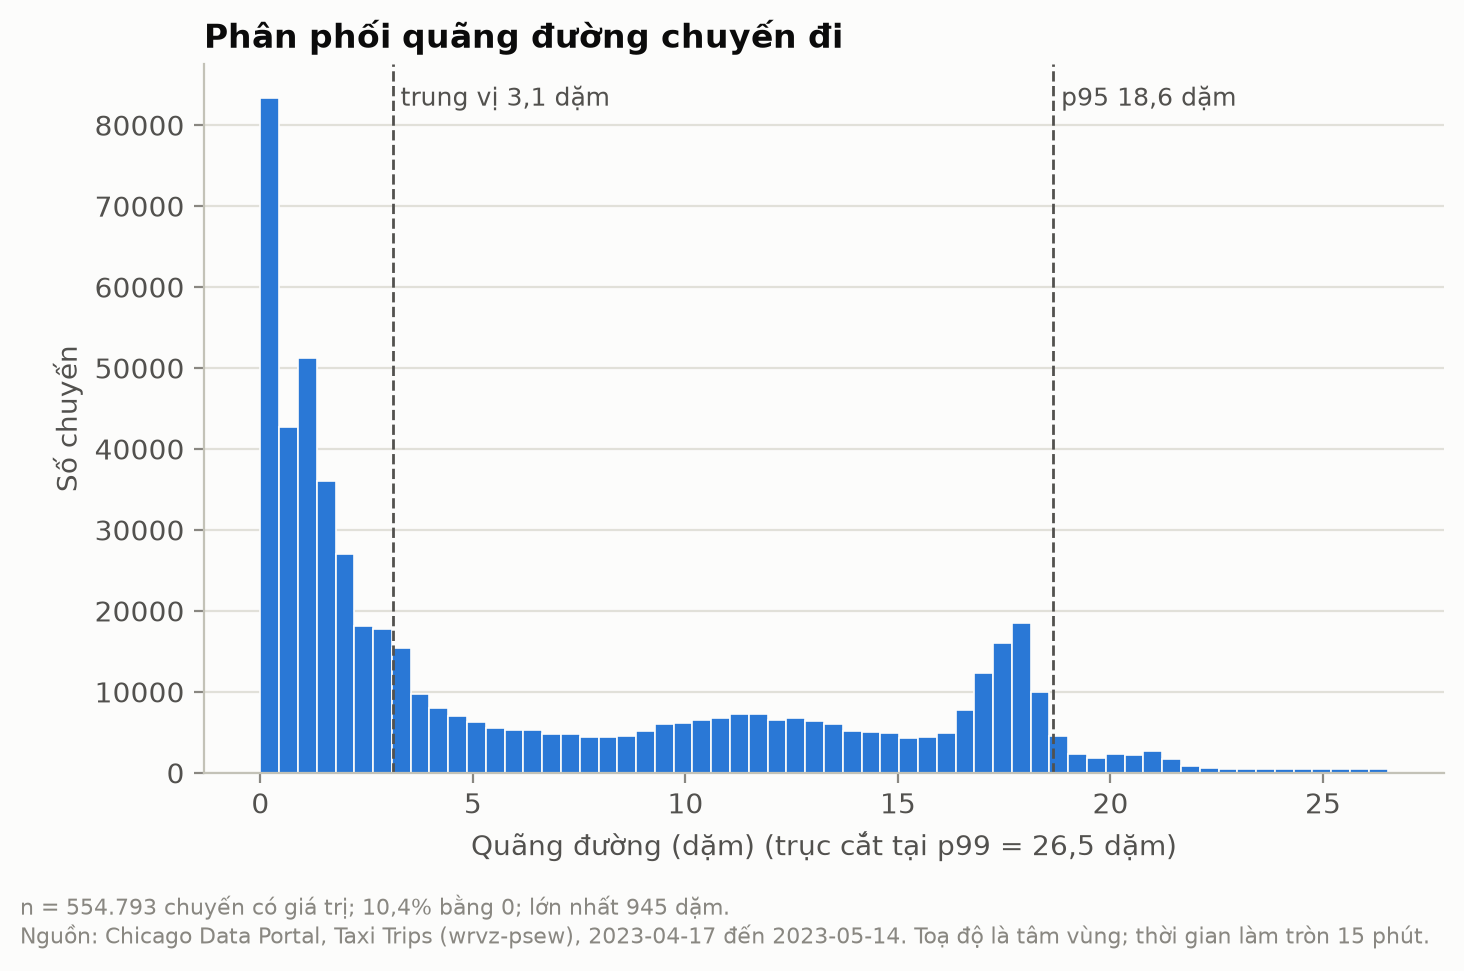 Phân phối quãng đường chuyến đi
trung vị 3,1 dặm
p95 18,6 dặm
80000
70000
60000
50000
40000
30000
20000
10000
0
Số chuyến
0 5 10 15 20 25
Quãng đường (dặm) (trục cắt tại p99 = 26,5 dặm)
n = 554.793 chuyến có giá trị; 10,4% bằng 0; lớn nhất 945 dặm.
Nguồn: Chicago Data Portal, Taxi Trips (wrvz-psew), 2023-04-17 đến 2023-05-14. Toạ độ là tâm vùng; thời gian làm tròn 15 phút.